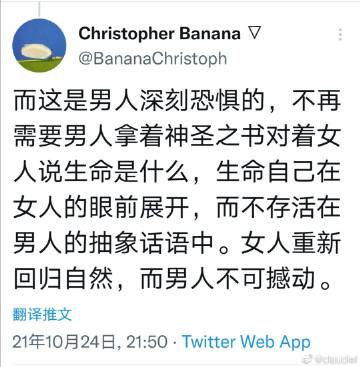 Christopher Banana ▽
@BananaChristoph
而这是男人深刻恐惧的，不再
需要男人拿着神圣之书对着女
人说生命是什么，生命自己在
女人的眼前展开，而不存活在
男人的抽象话语中。女人重新
回归自然，而男人不可撼动。
翻译推文
21年10月24日, 21:50 · Twitter Web App